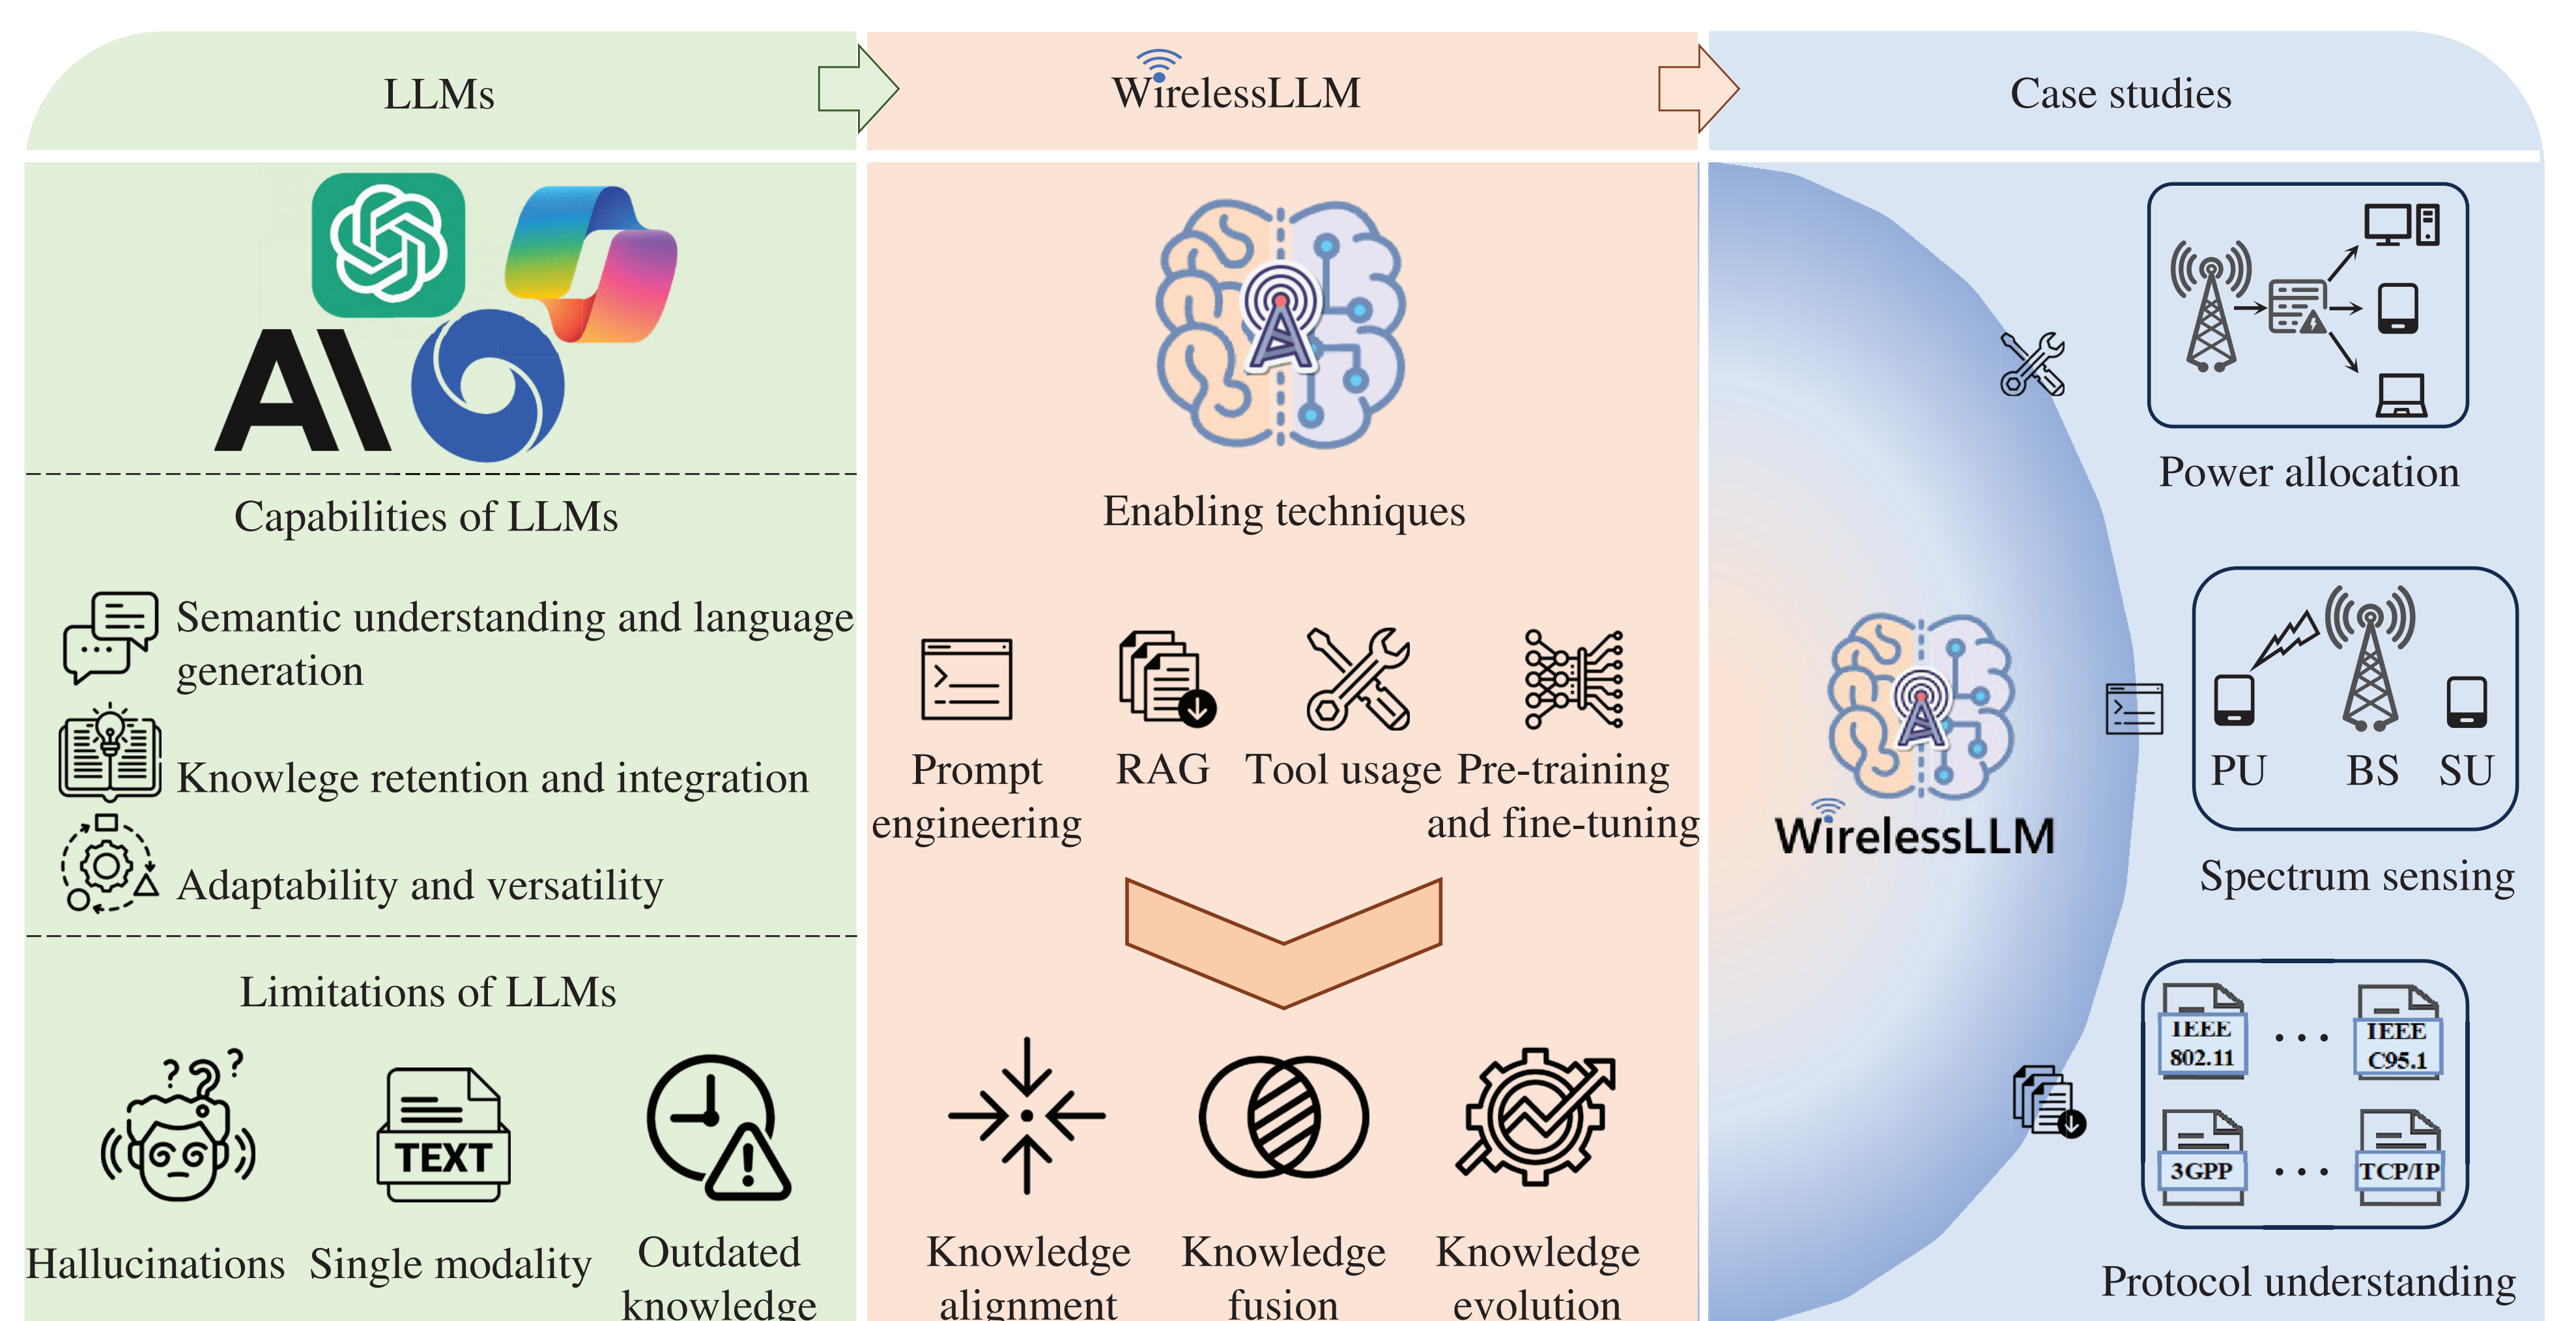 LLMs
WirelessLLM
Case studies
Capabilities of LLMs
Semantic understanding and language
generation
Knowlege retention and integration
Adaptability and versatility
Limitations of LLMs
TEXT
Hallucinations
Single modality
Outdated
knowledge
Enabling techniques
Prompt
engineering
RAG
Tool usage
Pre-training
and fine-tuning
Knowledge
alignment
Knowledge
fusion
Knowledge
evolution
WirelessLLM
Power allocation
PU
BS
SU
Spectrum sensing
IEEE
802.11
...
IEEE
C95.1
3GPP
...
TCP/IP
Protocol understanding